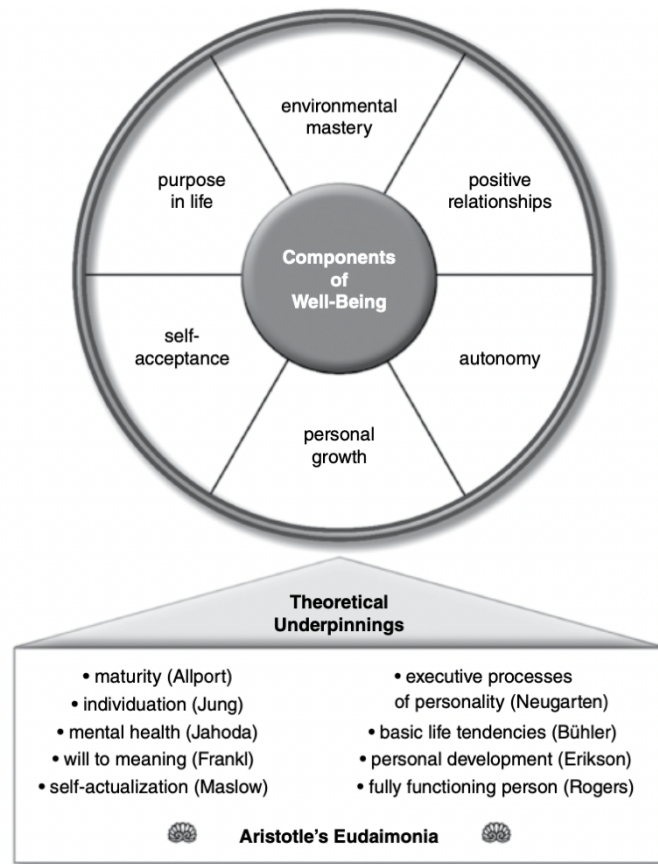 environmental
mastery
purpose
in life
positive
relationships
Components
of
Well-Being
self-
acceptance
autonomy
personal
growth
Theoretical
Underpinnings
• maturity (Allport)
• individuation (Jung)
• mental health (Jahoda)
• will to meaning (Frankl)
• self-actualization (Maslow)
• executive processes
of personality (Neugarten)
• basic life tendencies (Bühler)
• personal development (Erikson)
• fully functioning person (Rogers)
Aristotle's Eudaimonia